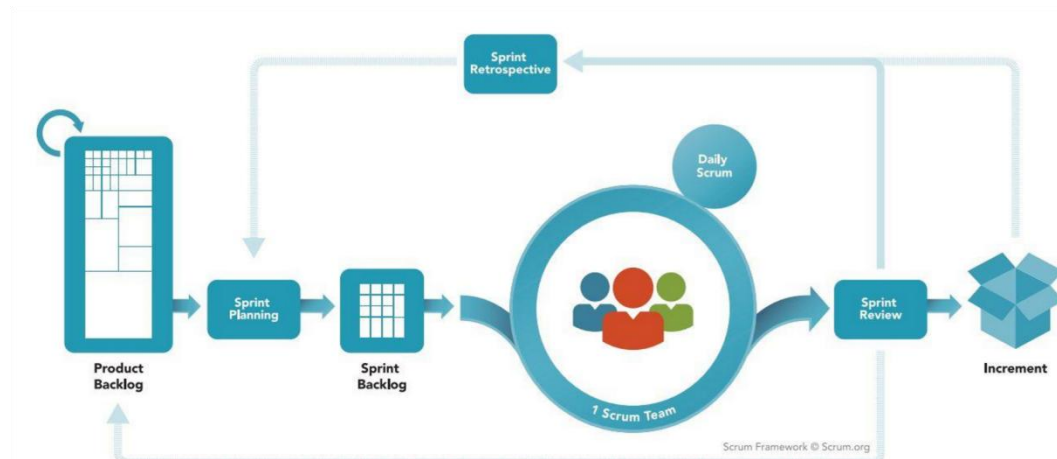 Sprint
Retrospective
Daily
Scrum
Sprint
Planning
Sprint
Review
Product
Backlog
Sprint
Backlog
Increment
1 Scrum Team
Scrum Framework © Scrum.org